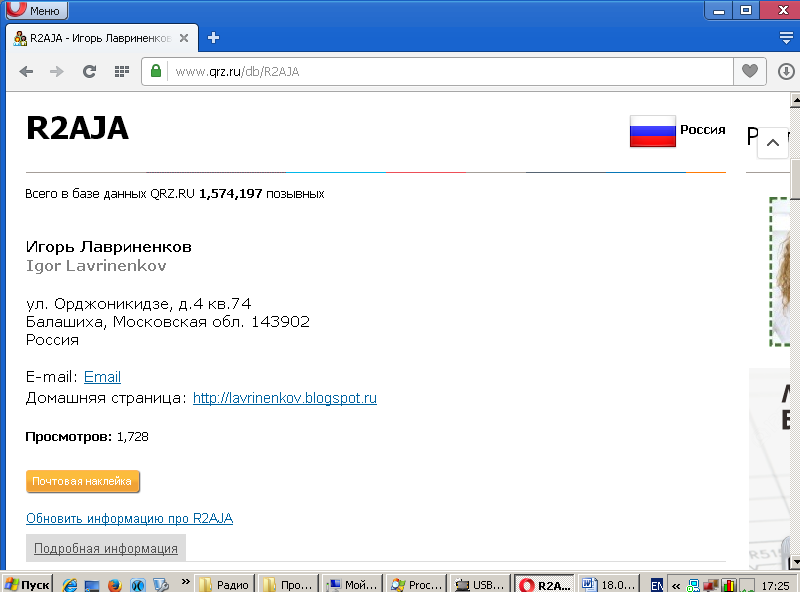 Меню
R2AJA - Игорь Лавриненков
www.qrz.ru/db/R2AJA
R2AJA
Россия
Р
Всего в базе данных QRZ.RU 1,574,197 позывных
Игорь Лавриненков
Igor Lavrinenkov
ул. Орджоникидзе, д.4 кв.74
Балашиха, Московская обл. 143902
Россия
E-mail: Email
Домашняя страница: http://lavrinenkov.blogspot.ru
Просмотров: 1,728
Почтовая наклейка
Обновить информацию про R2AJA
Подробная информация
Пуск » Радио Про... Мой... Proc... USB... R2A... 18.0... EN « 17:25